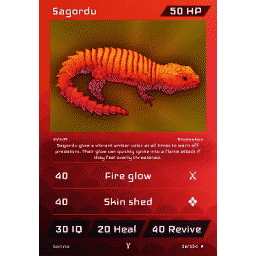 Sagordu
50 HP
Sagordu glow a vibrant amber color at all times to warn off
predators. Their glow can quickly ignite into a flame attack if
they feel overly threatened.
40 Fire glow
40 Skin shed
30 IQ 20 Heal 40 Revive
Gamma